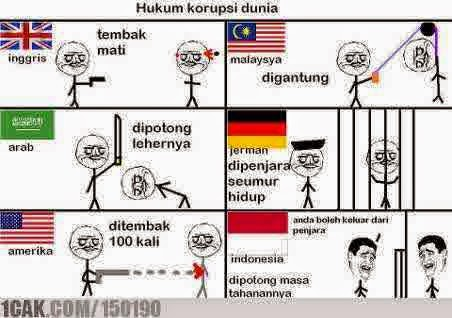 Hukum korupsi dunia
inggris
tembak
mati
malaysya
digantung
arab
dipotong
lehernya
jerman
dipenjara
seumur
hidup
amerika
ditembak
100 kali
anda boleh keluar dari
penjara
indonesia
dipolong masa
tahanannya
1CAK.COM/150190